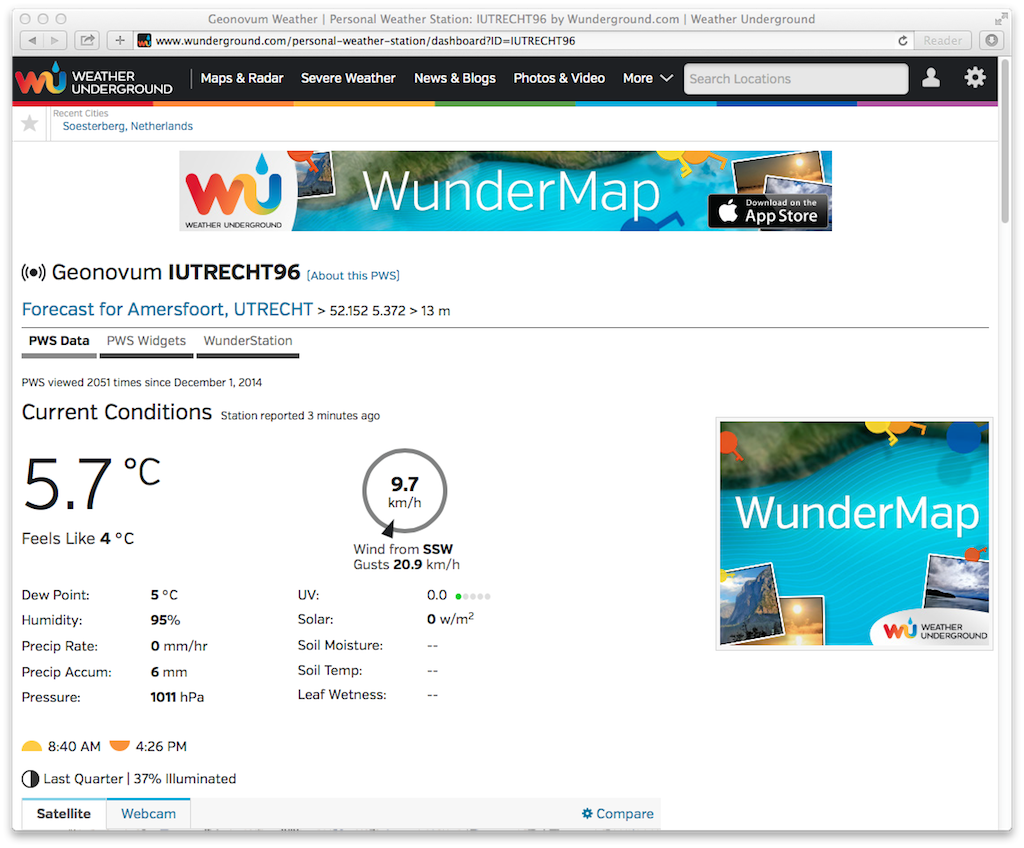 Geonovum Weather | Personal Weather Station: IUTRECHT96 by Wunderground.com | Weather Underground
www.wunderground.com/personal-weather-station/dashboard?ID=IUTRECHT96
Reader
WEATHER UNDERGROUND
Maps & Radar Severe Weather News & Blogs Photos & Video More Search Locations
Recent Cities
Soesterberg, Netherlands
WU
WEATHER UNDERGROUND
WunderMap
Download on the
App Store
Geonovum IUTRECHT96 [About this PWS]
Forecast for Amersfoort, UTRECHT > 52.152 5.372 > 13 m
PWS Data PWS Widgets WunderStation
PWS viewed 2051 times since December 1, 2014
Current Conditions Station reported 3 minutes ago
5.7 °C
Feels Like 4 °C
9.7
km/h
Wind from SSW
Gusts 20.9 km/h
Dew Point: 5 °C
Humidity: 95%
Precip Rate: 0 mm/hr
Precip Accum: 6 mm
Pressure: 1011 hPa
UV: 0.0
Solar: 0 w/m²
Soil Moisture: --
Soil Temp: --
Leaf Wetness: --
WunderMap
WU WEATHER
UNDERGROUND
8:40 AM 4:26 PM
Last Quarter | 37% Illuminated
Satellite Webcam Compare